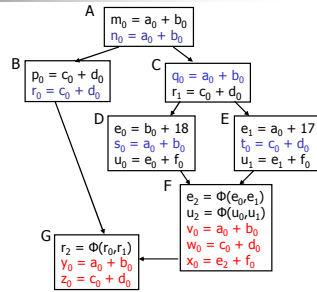 A
m₀ = a₀ + b₀
n₀ = a₀ + b₀
B
p₀ = c₀ + d₀
r₀ = c₀ + d₀
C
q₀ = a₀ + b₀
r₁ = c₀ + d₀
D
e₀ = b₀ + 18
s₀ = a₀ + b₀
u₀ = e₀ + f₀
E
e₁ = a₀ + 17
t₀ = c₀ + d₀
u₁ = e₁ + f₀
F
e₂ = Φ(e₀,e₁)
u₂ = Φ(u₀,u₁)
v₀ = a₀ + b₀
w₀ = c₀ + d₀
x₀ = e₂ + f₀
G
r₂ = Φ(r₀,r₁)
y₀ = a₀ + b₀
z₀ = c₀ + d₀